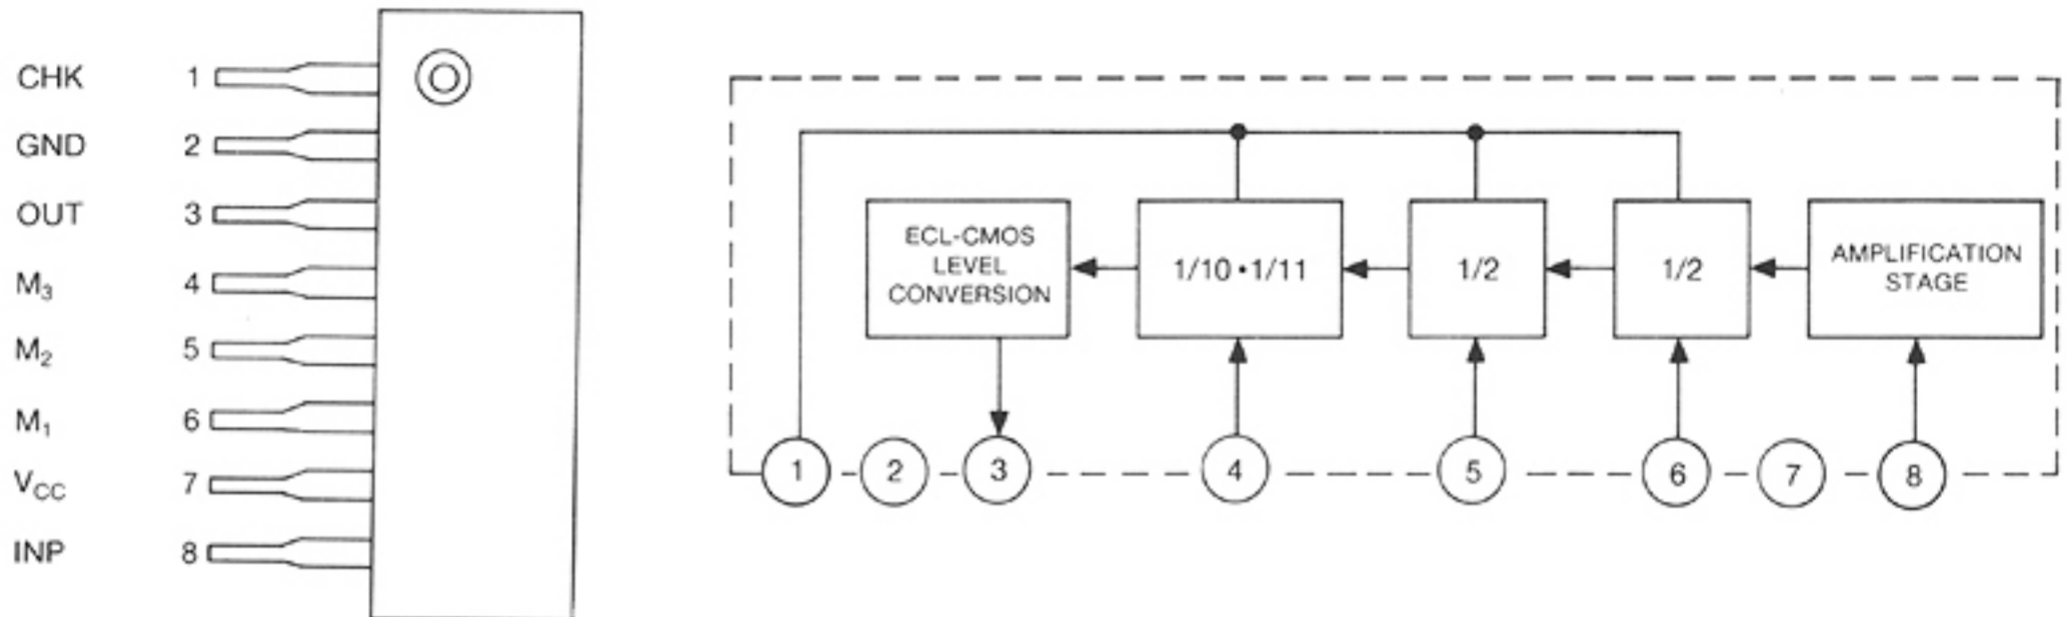 CHK 1
GND 2
OUT 3
M₃ 4
M₂ 5
M₁ 6
V_CC 7
INP 8
ECL-CMOS
LEVEL
CONVERSION
1/10•1/11
1/2
1/2
AMPLIFICATION
STAGE
1 2 3 4 5 6 7 8